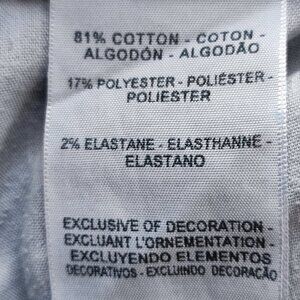 81% COTTON - COTON -
ALGODÓN - ALGODÃO
17% POLYESTER - POLIÉSTER -
POLIESTER
2% ELASTANE - ELASTHANNE -
ELASTANO
EXCLUSIVE OF DECORATION -
EXCLUANT L'ORNEMENTATION -
EXCLUYENDO ELEMENTOS
DECORATIVOS - EXCLUINDO DECORAÇÃO